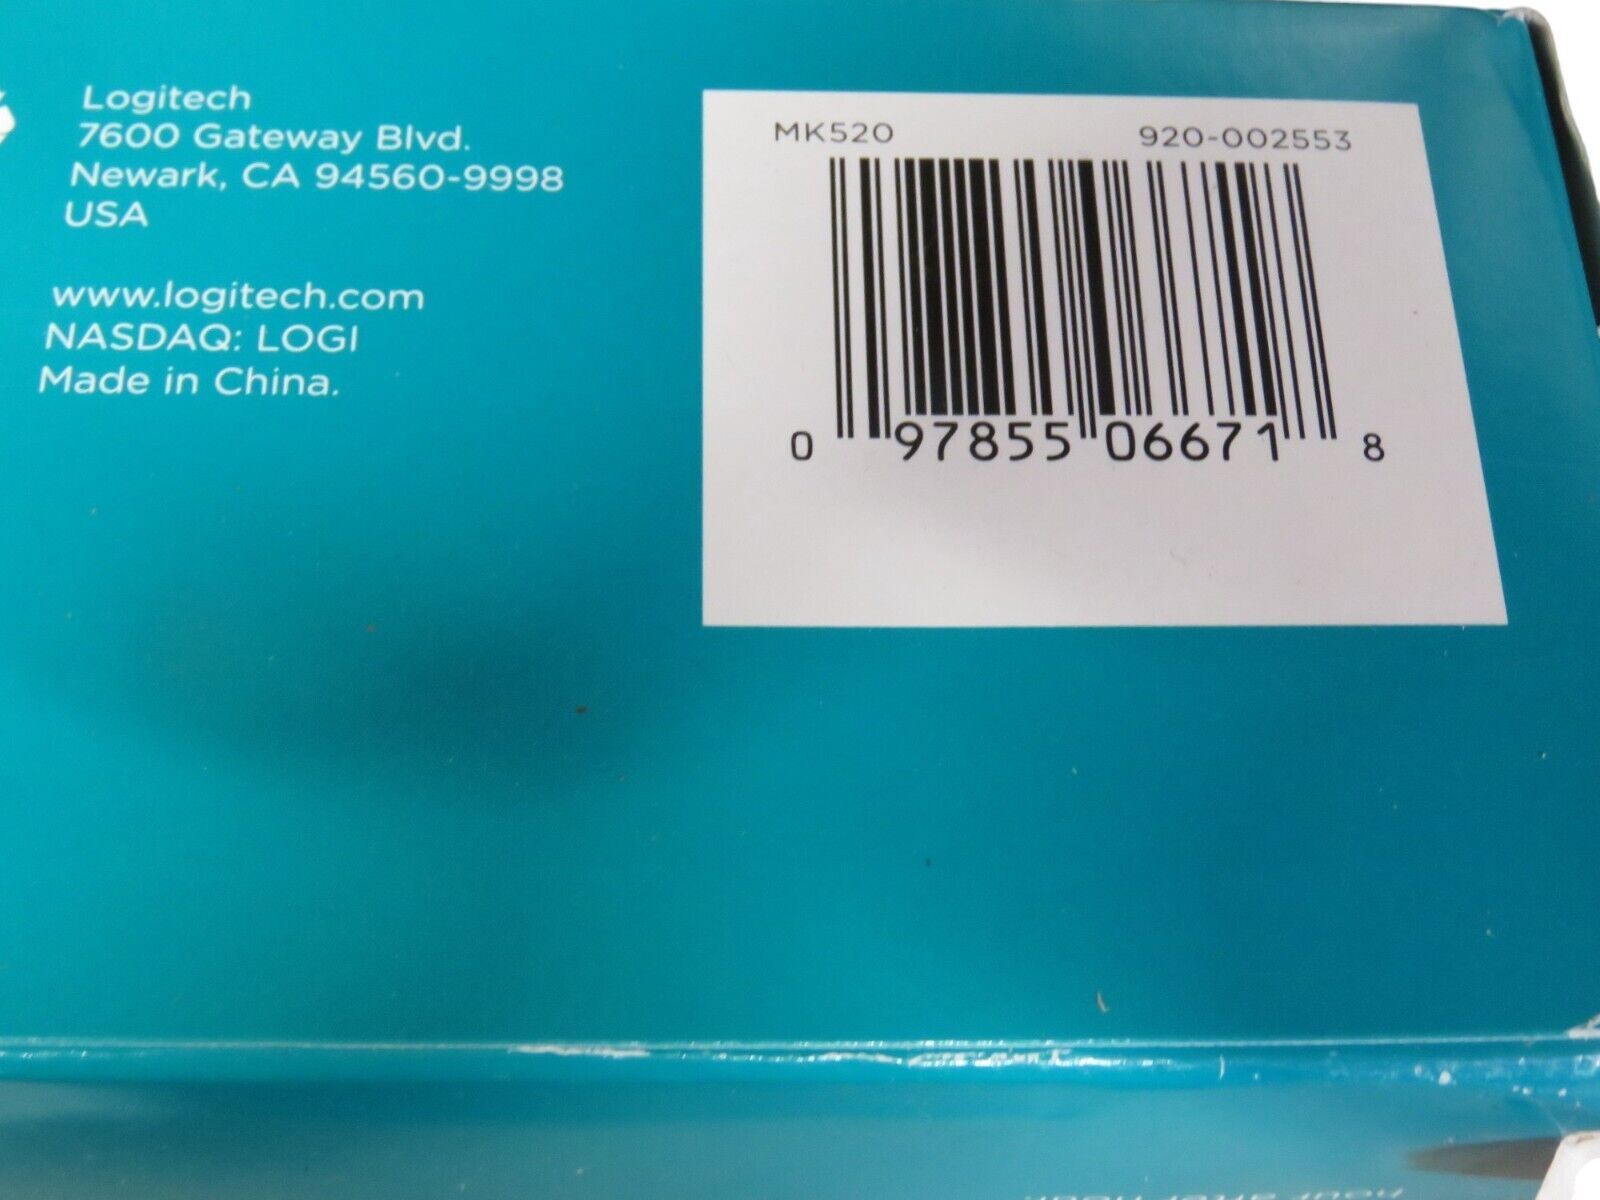 Logitech
7600 Gateway Blvd.
Newark, CA 94560-9998
USA
www.logitech.com
NASDAQ: LOGI
Made in China.
MK520 920-002553
0 97855 06671 8